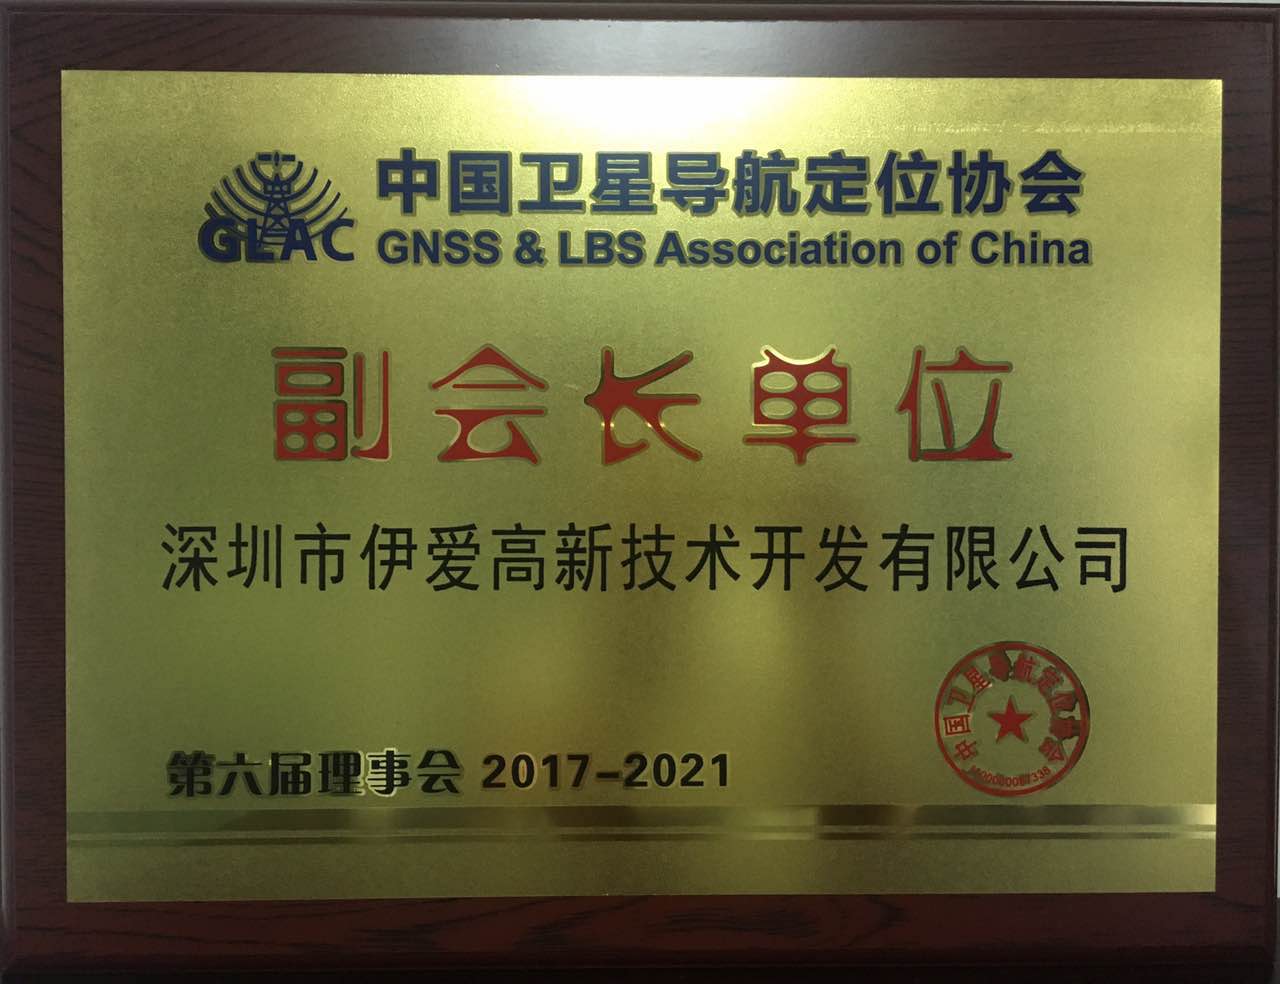 GLAC
中国卫星导航定位协会
GNSS & LBS Association of China
副会长单位
深圳市伊爱高新技术开发有限公司
中国卫星导航定位协会
第六届理事会 2017-2021